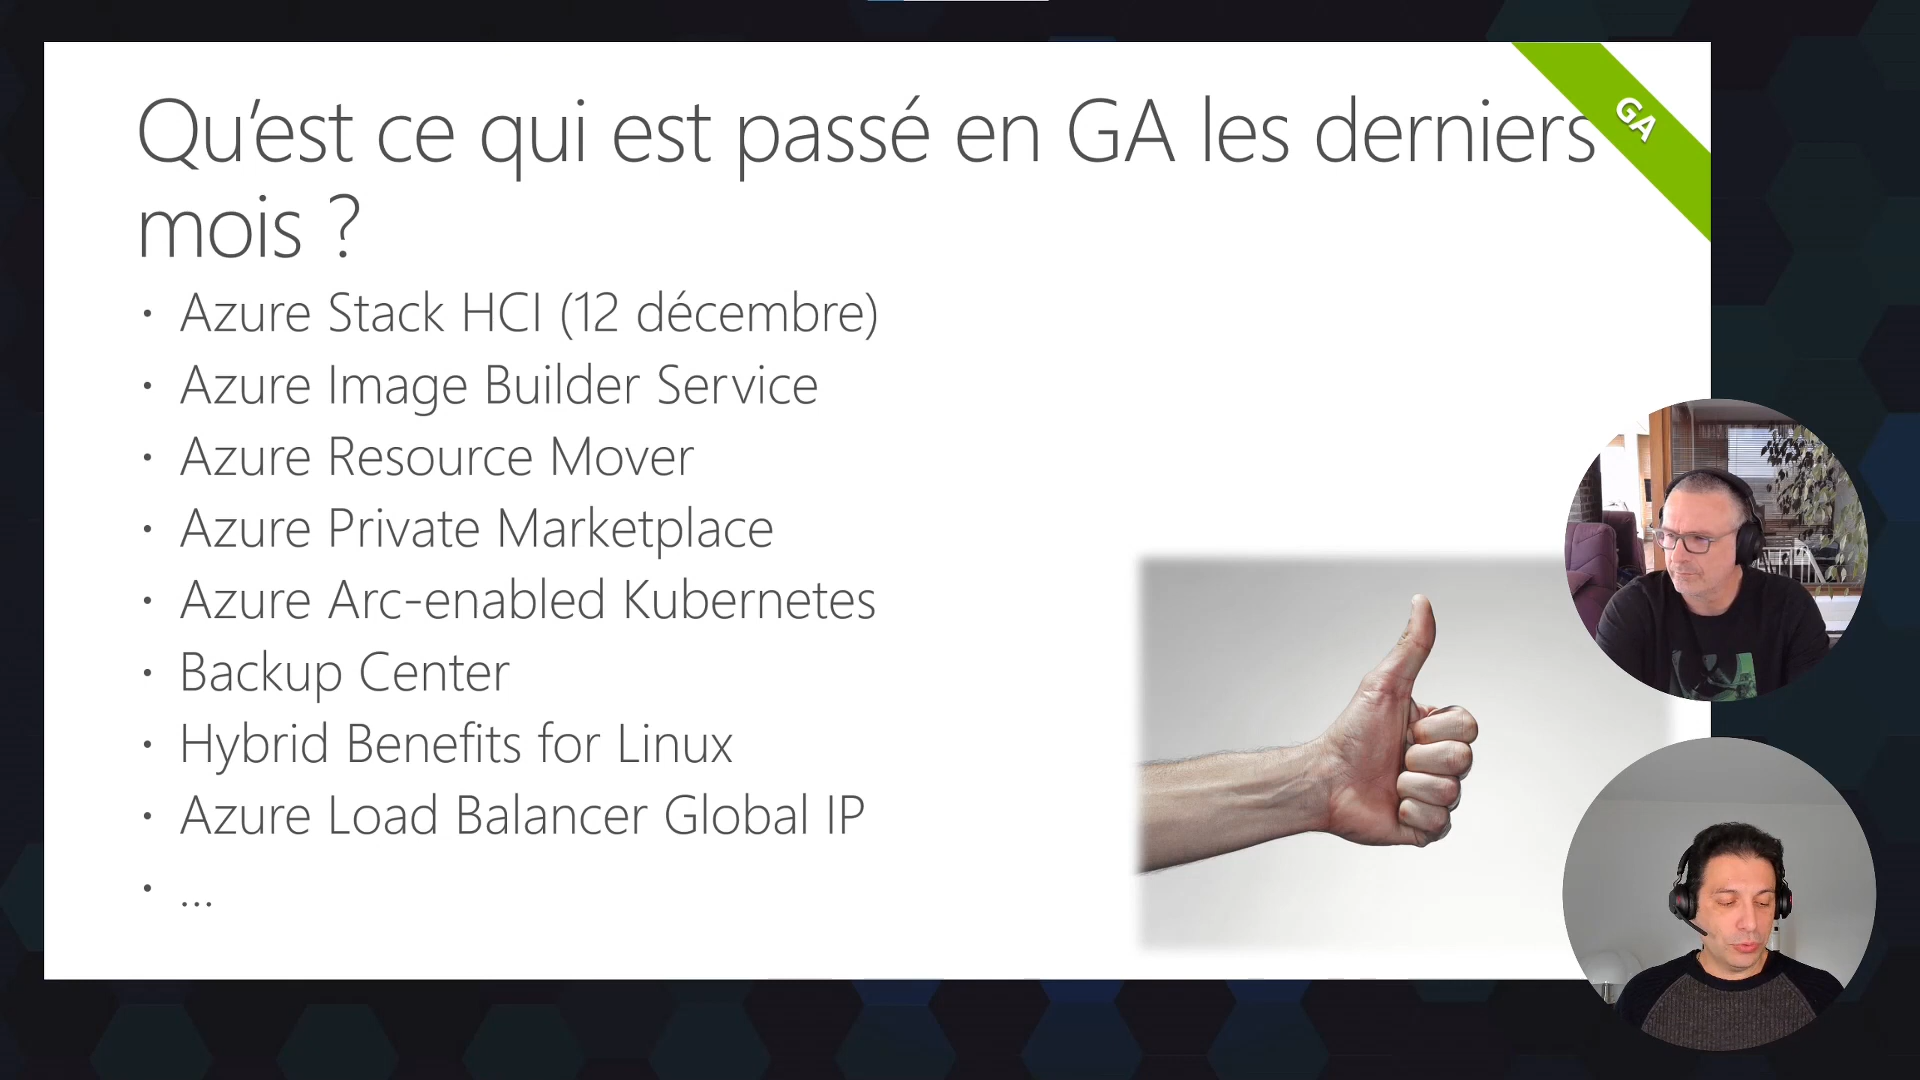 Qu'est ce qui est passé en GA les derniers
mois ?
GA
• Azure Stack HCI (12 décembre)
• Azure Image Builder Service
• Azure Resource Mover
• Azure Private Marketplace
• Azure Arc-enabled Kubernetes
• Backup Center
• Hybrid Benefits for Linux
• Azure Load Balancer Global IP
• ...